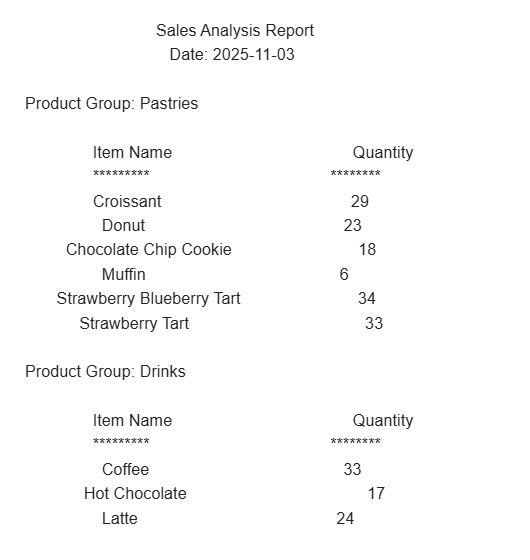 Sales Analysis Report
Date: 2025-11-03
Product Group: Pastries
Item Name Quantity
********* ********
Croissant 29
Donut 23
Chocolate Chip Cookie 18
Muffin 6
Strawberry Blueberry Tart 34
Strawberry Tart 33
Product Group: Drinks
Item Name Quantity
********* ********
Coffee 33
Hot Chocolate 17
Latte 24